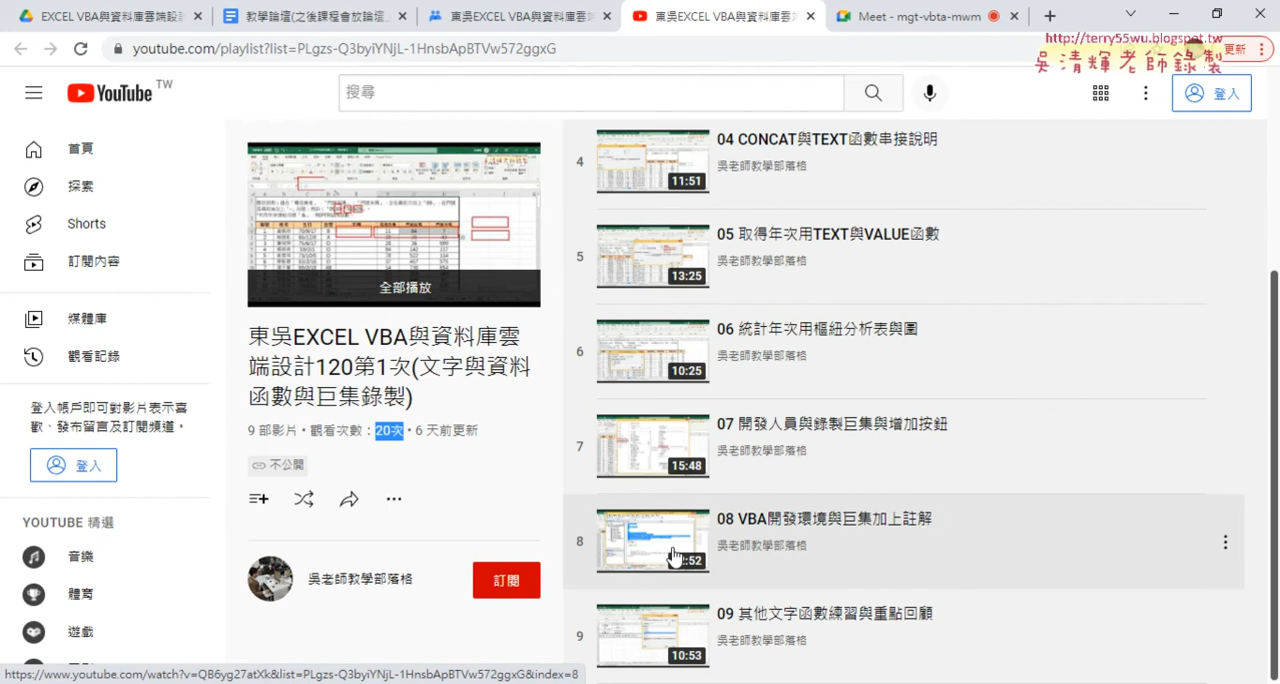 EXCEL VBA與資料庫雲端設
教學論壇(之後課程會放論壇
東吳EXCEL VBA與資料庫雲端
東吳EXCEL VBA與資料庫雲端
Meet - mgt-vbta-mwm
youtube.com/playlist?list=PLgzs-Q3byiYNjL-1HnsbApBTVw572ggxG
http://terry55wu.blogspot.tw
吳清輝老師錄製
更新
YouTube TW
搜尋
登入
首頁
探索
Shorts
訂閱內容
媒體庫
觀看記錄
登入帳戶即可對影片表示喜
歡、發布留言及訂閱頻道。
登入
YOUTUBE 精選
音樂
體育
遊戲
全部播放
東吳EXCEL VBA與資料庫雲
端設計120第1次(文字與資料
函數與巨集錄製)
9 部影片 • 觀看次數：20次 • 6 天前更新
不公開
吳老師教學部落格
訂閱
4
11:51
04 CONCAT與TEXT函數串接說明
吳老師教學部落格
5
13:25
05 取得年次用TEXT與VALUE函數
吳老師教學部落格
6
10:25
06 統計年次用樞紐分析表與圖
吳老師教學部落格
7
15:48
07 開發人員與錄製巨集與增加按鈕
吳老師教學部落格
8
:52
08 VBA開發環境與巨集加上註解
吳老師教學部落格
9
10:53
09 其他文字函數練習與重點回顧
吳老師教學部落格
https://www.youtube.com/watch?v=QB6yg27atXk&list=PLgzs-Q3byiYNjL-1HnsbApBTVw572ggxG&index=8